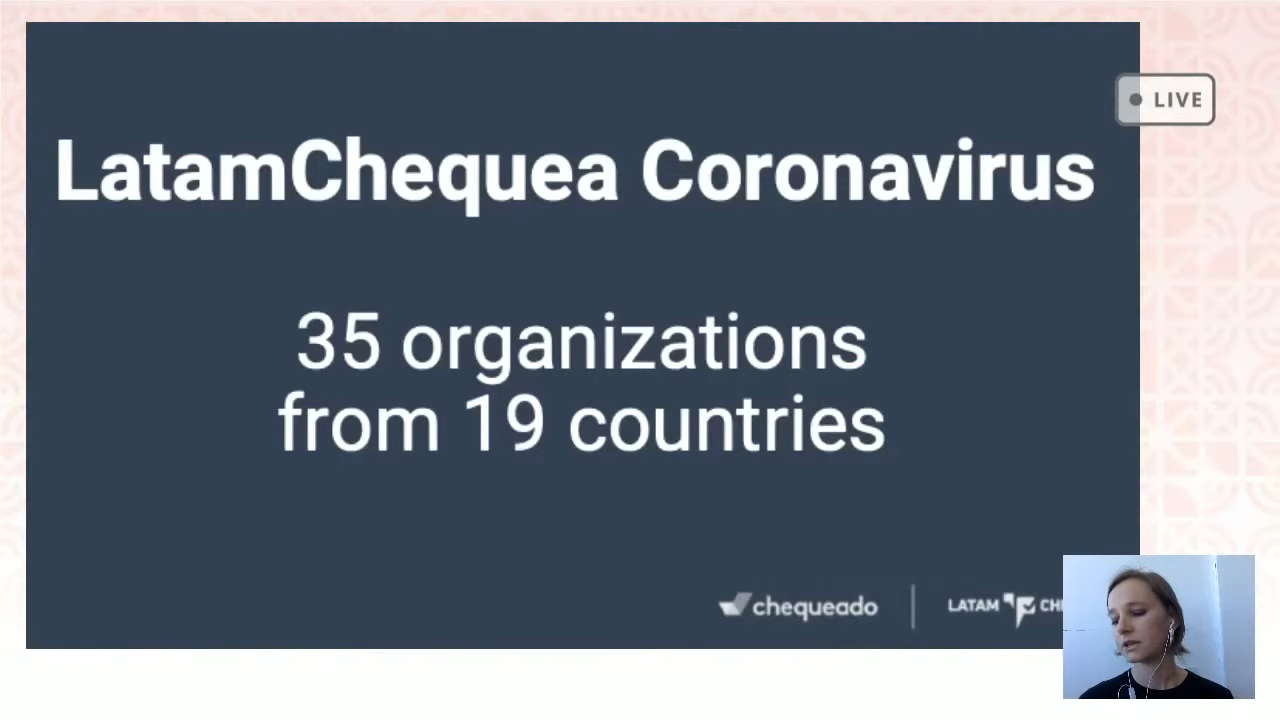 LIVE
LatamChequea Coronavirus
35 organizations
from 19 countries
chequeado
LATAM